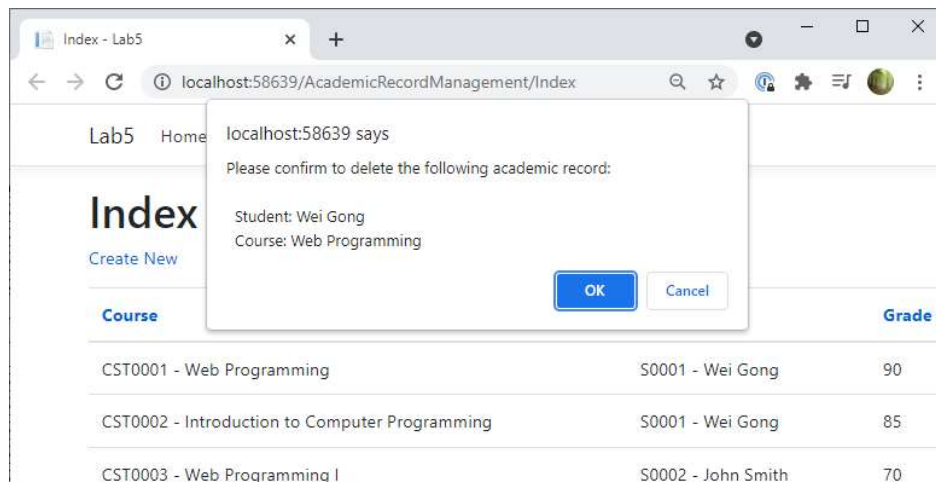 Index - Lab5
localhost:58639/AcademicRecordManagement/Index
Lab5 Home
localhost:58639 says
Please confirm to delete the following academic record:
Student: Wei Gong
Course: Web Programming
OK Cancel
Index
Create New
Course Grade
CST0001 - Web Programming S0001 - Wei Gong 90
CST0002 - Introduction to Computer Programming S0001 - Wei Gong 85
CST0003 - Web Programming I S0002 - John Smith 70